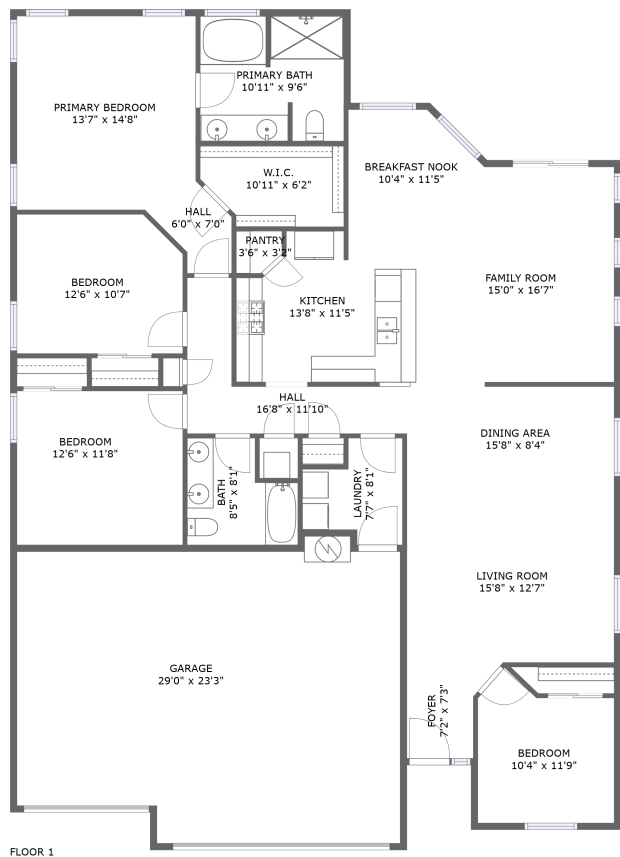 PRIMARY BATH
10'11" x 9'6"
PRIMARY BEDROOM
13'7" x 14'8"
BREAKFAST NOOK
10'4" x 11'5"
W.I.C.
10'11" x 6'2"
HALL
6'0" x 7'0"
PANTRY
3'6" x 3'2"
BEDROOM
12'6" x 10'7"
KITCHEN
13'8" x 11'5"
FAMILY ROOM
15'0" x 16'7"
HALL
16'8" x 11'10"
BEDROOM
12'6" x 11'8"
DINING AREA
15'8" x 8'4"
BATH
8'5" x 8'1"
LAUNDRY
7'7" x 8'1"
LIVING ROOM
15'8" x 12'7"
GARAGE
29'0" x 23'3"
FOYER
7'2" x 7'3"
BEDROOM
10'4" x 11'9"
FLOOR 1